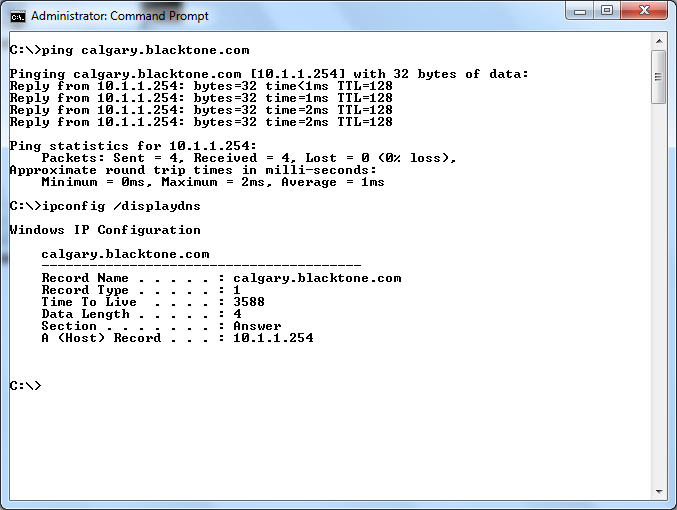 Administrator: Command Prompt
C:\>ping calgary.blacktone.com
Pinging calgary.blacktone.com [10.1.1.254] with 32 bytes of data:
Reply from 10.1.1.254: bytes=32 time<1ms TTL=128
Reply from 10.1.1.254: bytes=32 time=1ms TTL=128
Reply from 10.1.1.254: bytes=32 time=2ms TTL=128
Reply from 10.1.1.254: bytes=32 time=2ms TTL=128
Ping statistics for 10.1.1.254:
    Packets: Sent = 4, Received = 4, Lost = 0 (0% loss),
Approximate round trip times in milli-seconds:
    Minimum = 0ms, Maximum = 2ms, Average = 1ms
C:\>ipconfig /displaydns
Windows IP Configuration
    calgary.blacktone.com
    ----------------------------------------
    Record Name . . . . . : calgary.blacktone.com
    Record Type . . . . . : 1
    Time To Live  . . . . : 3588
    Data Length . . . . . : 4
    Section . . . . . . . : Answer
    A (Host) Record . . . : 10.1.1.254
C:\>